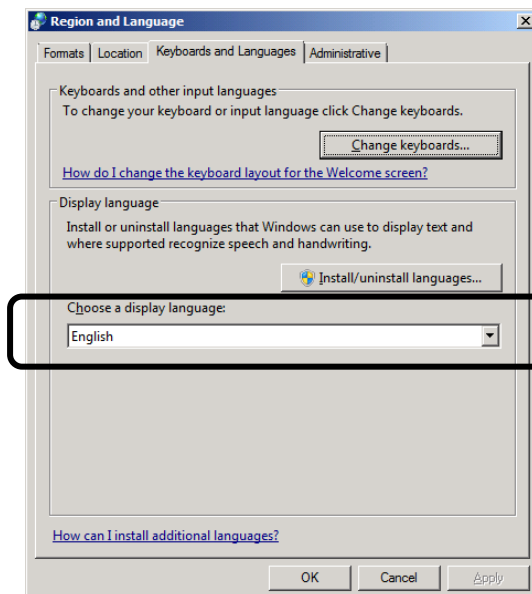 Region and Language
Formats Location Keyboards and Languages Administrative
Keyboards and other input languages
To change your keyboard or input language click Change keyboards.
Change keyboards...
How do I change the keyboard layout for the Welcome screen?
Display language
Install or uninstall languages that Windows can use to display text and
where supported recognize speech and handwriting.
Install/uninstall languages...
Choose a display language:
English
How can I install additional languages?
OK Cancel Apply